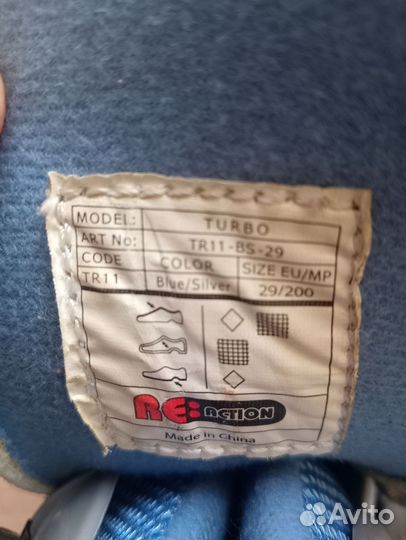 MODEL: TURBO
ART No: TR11-BS-29
CODE COLOR SIZE EU/MP
TR11 Blue/Silver 29/200
RE:ACTION
Made in China
Avito